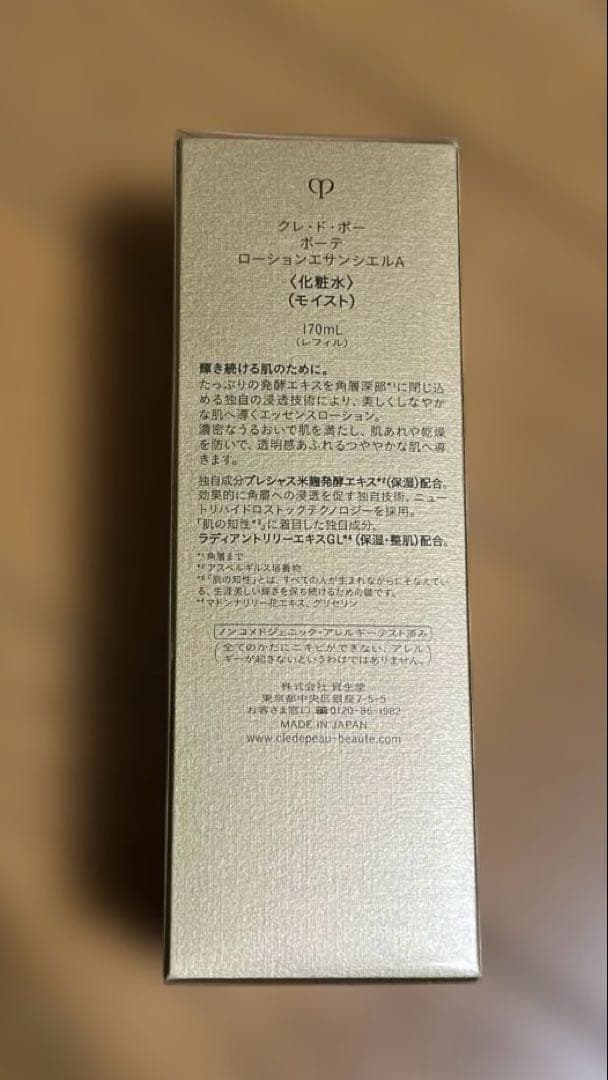 クレ・ド・ポー
ボーテ
ローションエサンシエルA
〈化粧水〉
(モイスト)
170mL
(レフィル)
輝き続ける肌のために。
たっぷりの発酵エキスを角層深部*1に閉じ込
める独自の浸透技術により、美しくしなやか
な肌へ導くエッセンスローション。
濃密なうるおいで肌を満たし、肌あれや乾燥
を防いで、透明感あふれるつややかな肌へ導
きます。
独自成分プレシャス米麹発酵エキス*2(保湿)配合。
効果的に角層への浸透を促す独自技術、ニュー
トリハイドロストックテクノロジーを採用。
「肌の知性*3」に着目した独自成分、
ラディアントリリーエキスGL*4(保湿・整肌)配合。
*1 角層まで
*2 アスペルギルス培養物
*3「肌の知性」とは、すべての人が生まれながらにそなえてい
る、生涯美しい輝きを保ち続けるための鍵です。
*4 マドンナリリー花エキス、グリセリン
ノンコメドジェニック・アレルギーテスト済み
(全てのかたにニキビができない、アレル
ギーが起きないというわけではありません。)
株式会社 資生堂
東京都中央区銀座7-5-5
お客さま窓口 0120-86-1982
MADE IN JAPAN
www.cledepeau-beaute.com